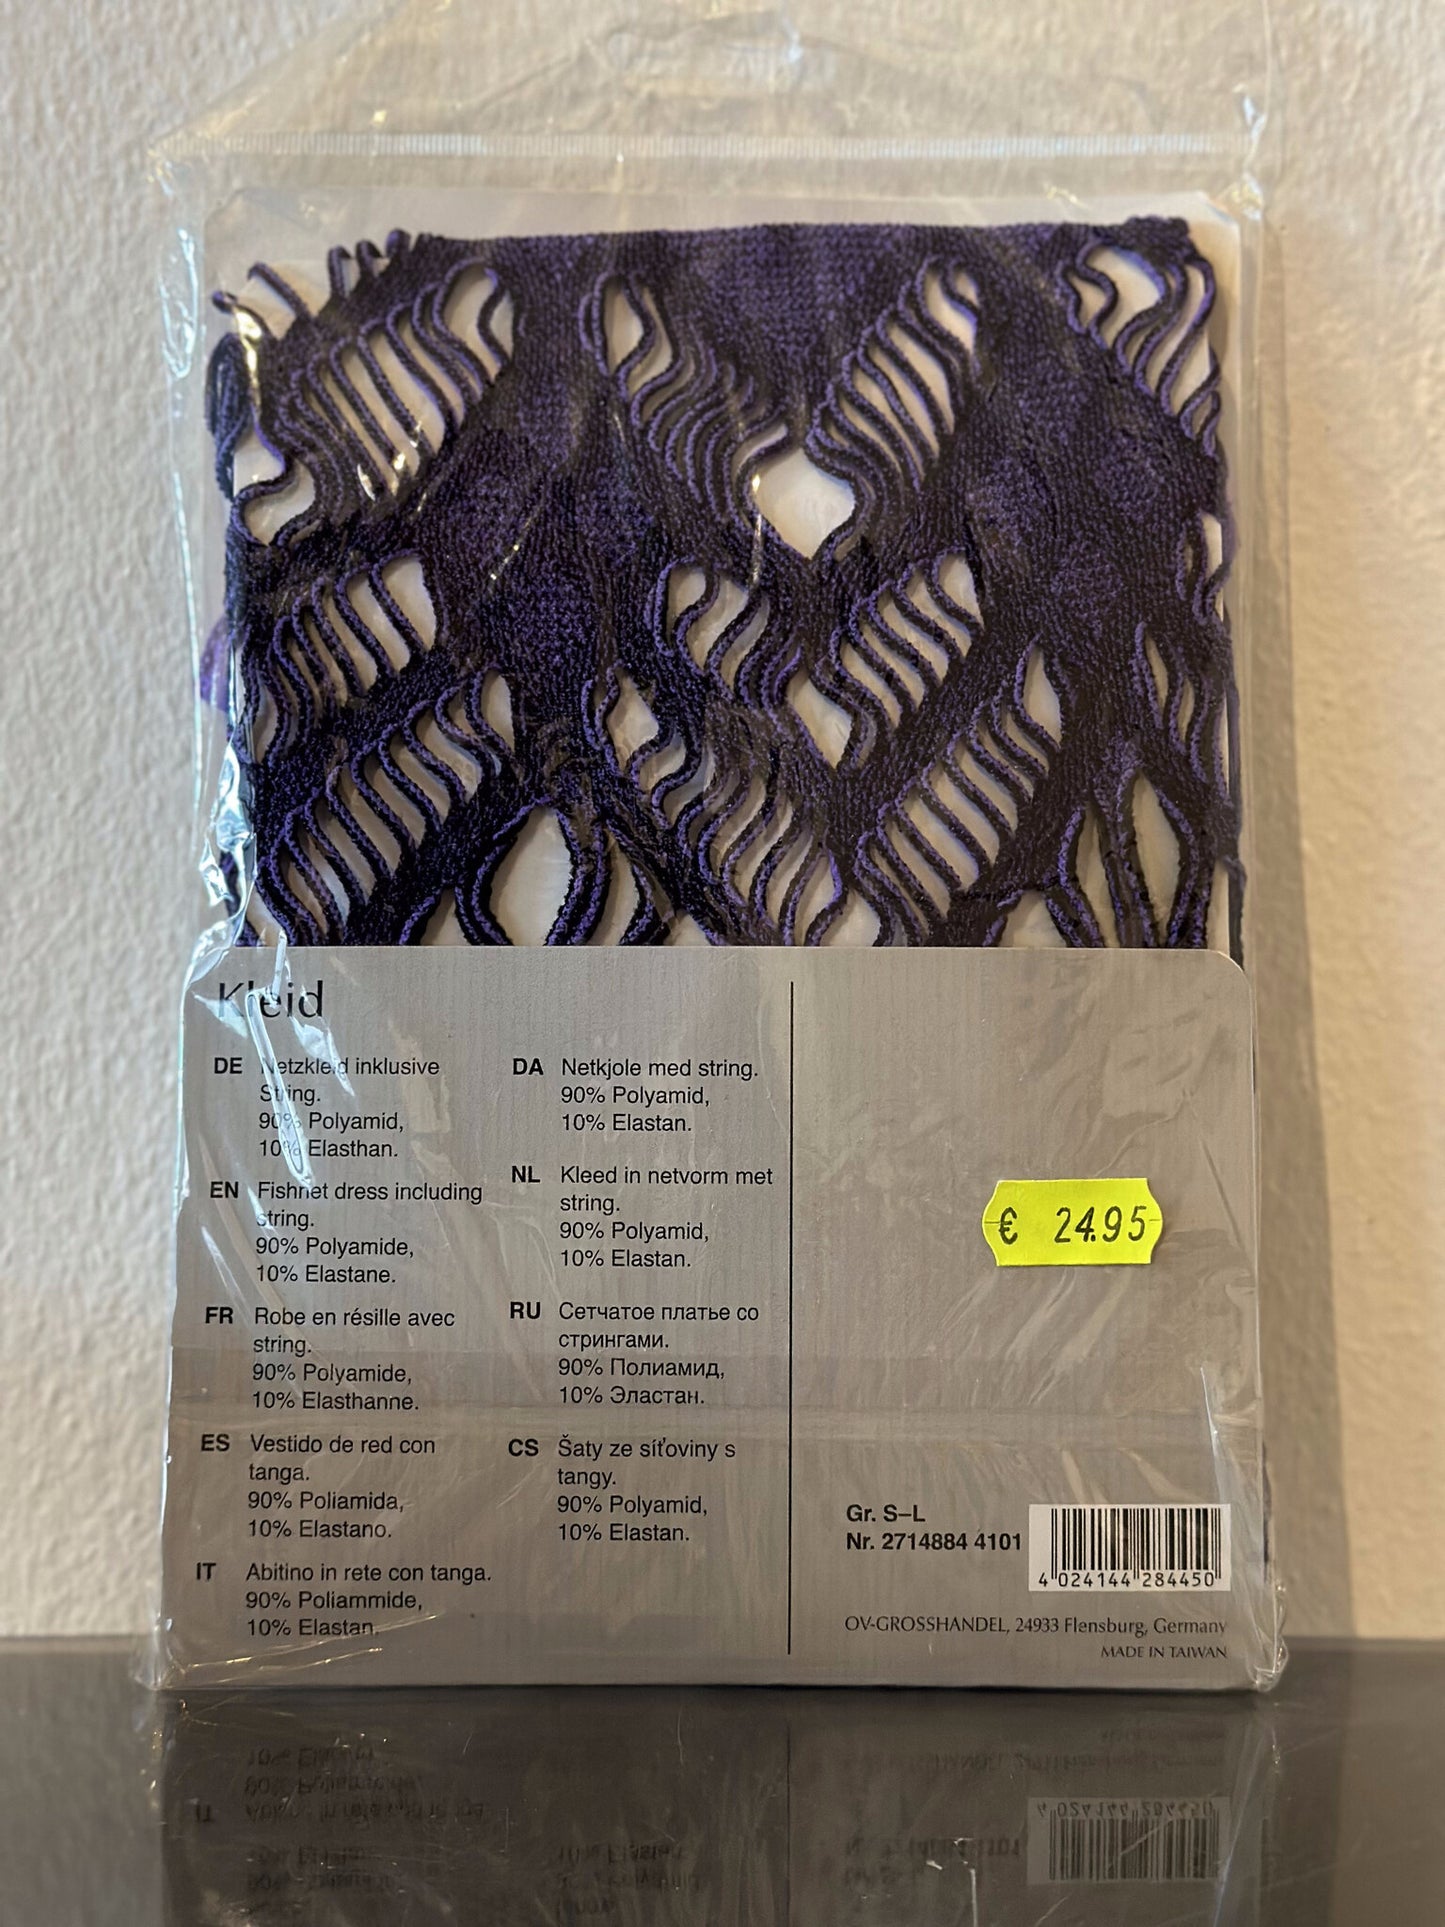 Kleid
DE Netzkleid inklusive
String.
90% Polyamid,
10% Elasthan.
EN Fishnet dress including
string.
90% Polyamide,
10% Elastane.
FR Robe en résille avec
string.
90% Polyamide,
10% Elasthanne.
ES Vestido de red con
tanga.
90% Poliamida,
10% Elastano.
IT Abitino in rete con tanga.
90% Poliammide,
10% Elastan.
DA Netkjole med string.
90% Polyamid,
10% Elastan.
NL Kleed in netvorm met
string.
90% Polyamid,
10% Elastan.
RU Сетчатое платье со
стрингами.
90% Полиамид,
10% Эластан.
CS Šaty ze síťoviny s
tangy.
90% Polyamid,
10% Elastan.
€ 24.95
Gr. S–L
Nr. 2714884 4101
4 024144 284450
OV-GROSSHANDEL, 24933 Flensburg, Germany
MADE IN TAIWAN